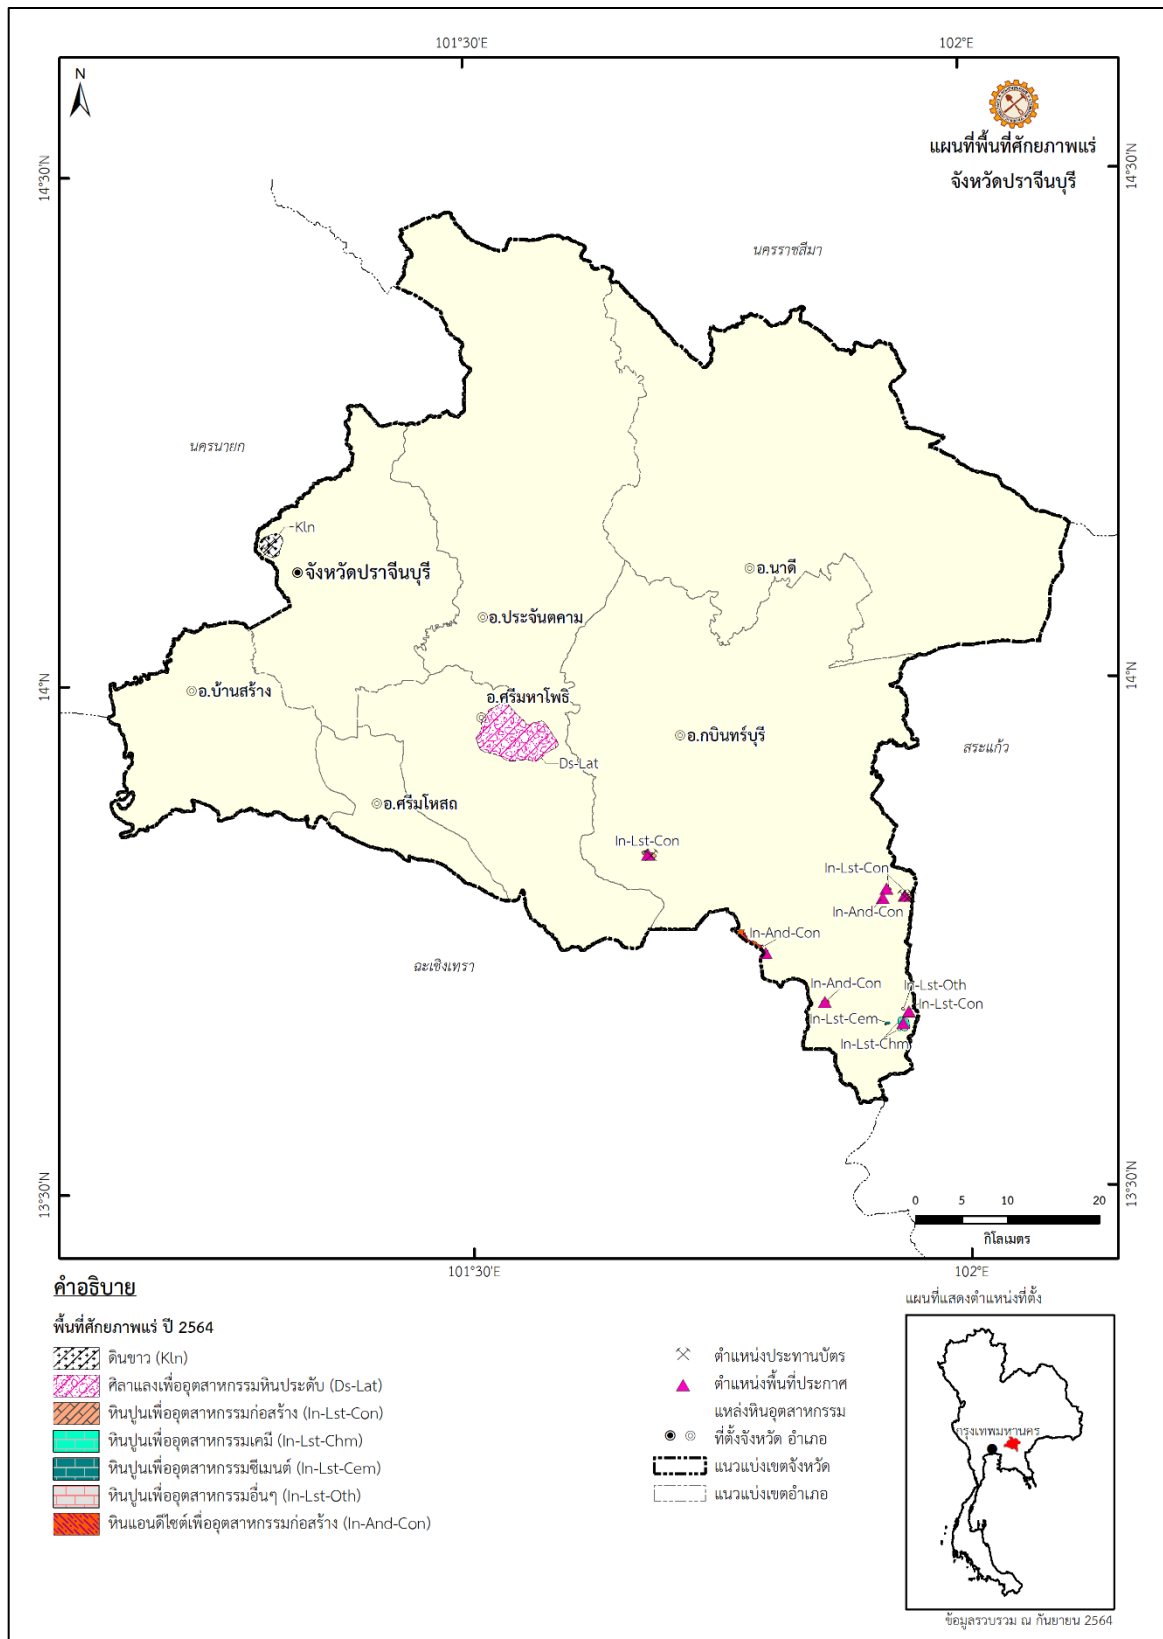 101°30'E
102°E
N
แผนที่พื้นที่ศักยภาพแร่
จังหวัดปราจีนบุรี
14°30'N
14°30'N
นครราชสีมา
นครนายก
Kln
จังหวัดปราจีนบุรี
อ.นาดี
อ.ประจันตคาม
14°N
14°N
อ.บ้านสร้าง
อ.ศรีมหาโพธิ
อ.กบินทร์บุรี
สระแก้ว
Ds-Lat
อ.ศรีมโหสถ
In-Lst-Con
In-Lst-Con
In-And-Con
In-And-Con
ฉะเชิงเทรา
In-And-Con
In-Lst-Oth
In-Lst-Con
In-Lst-Cem
In-Lst-Chm
13°30'N
13°30'N
0 5 10 20
กิโลเมตร
101°30'E
102°E
คำอธิบาย
พื้นที่ศักยภาพแร่ ปี 2564
ดินขาว (Kln)
ศิลาแลงเพื่ออุตสาหกรรมหินประดับ (Ds-Lat)
หินปูนเพื่ออุตสาหกรรมก่อสร้าง (In-Lst-Con)
หินปูนเพื่ออุตสาหกรรมเคมี (In-Lst-Chm)
หินปูนเพื่ออุตสาหกรรมซีเมนต์ (In-Lst-Cem)
หินปูนเพื่ออุตสาหกรรมอื่นๆ (In-Lst-Oth)
หินแอนดีไซต์เพื่ออุตสาหกรรมก่อสร้าง (In-And-Con)
ตำแหน่งประทานบัตร
ตำแหน่งพื้นที่ประกาศ
แหล่งหินอุตสาหกรรม
ที่ตั้งจังหวัด อำเภอ
แนวแบ่งเขตจังหวัด
แนวแบ่งเขตอำเภอ
แผนที่แสดงตำแหน่งที่ตั้ง
กรุงเทพมหานคร
ข้อมูลรวบรวม ณ กันยายน 2564